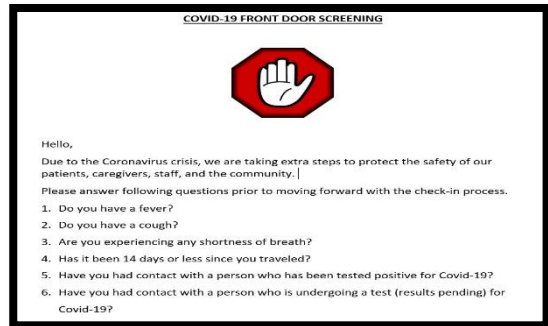 COVID-19 FRONT DOOR SCREENING
Hello,
Due to the Coronavirus crisis, we are taking extra steps to protect the safety of our
patients, caregivers, staff, and the community.
Please answer following questions prior to moving forward with the check-in process.
1. Do you have a fever?
2. Do you have a cough?
3. Are you experiencing any shortness of breath?
4. Has it been 14 days or less since you traveled?
5. Have you had contact with a person who has been tested positive for Covid-19?
6. Have you had contact with a person who is undergoing a test (results pending) for
Covid-19?